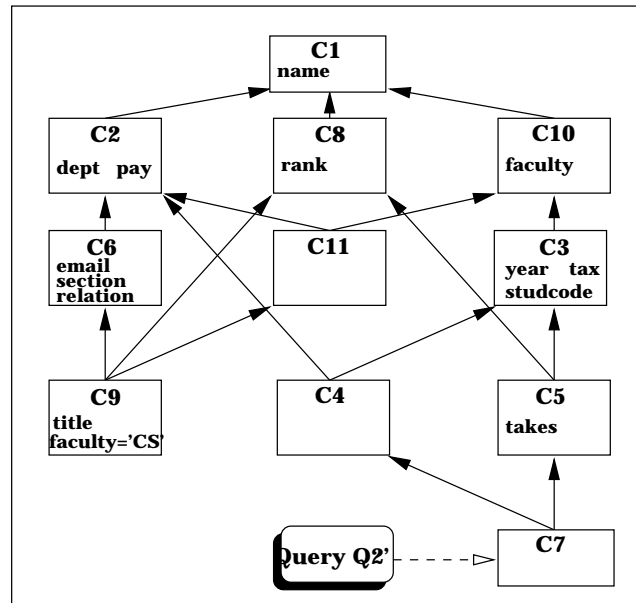 C1
name
C2
dept pay
C8
rank
C10
faculty
C6
email
section
relation
C11
C3
year tax
studcode
C9
title
faculty='CS'
C4
C5
takes
Query Q2'
C7